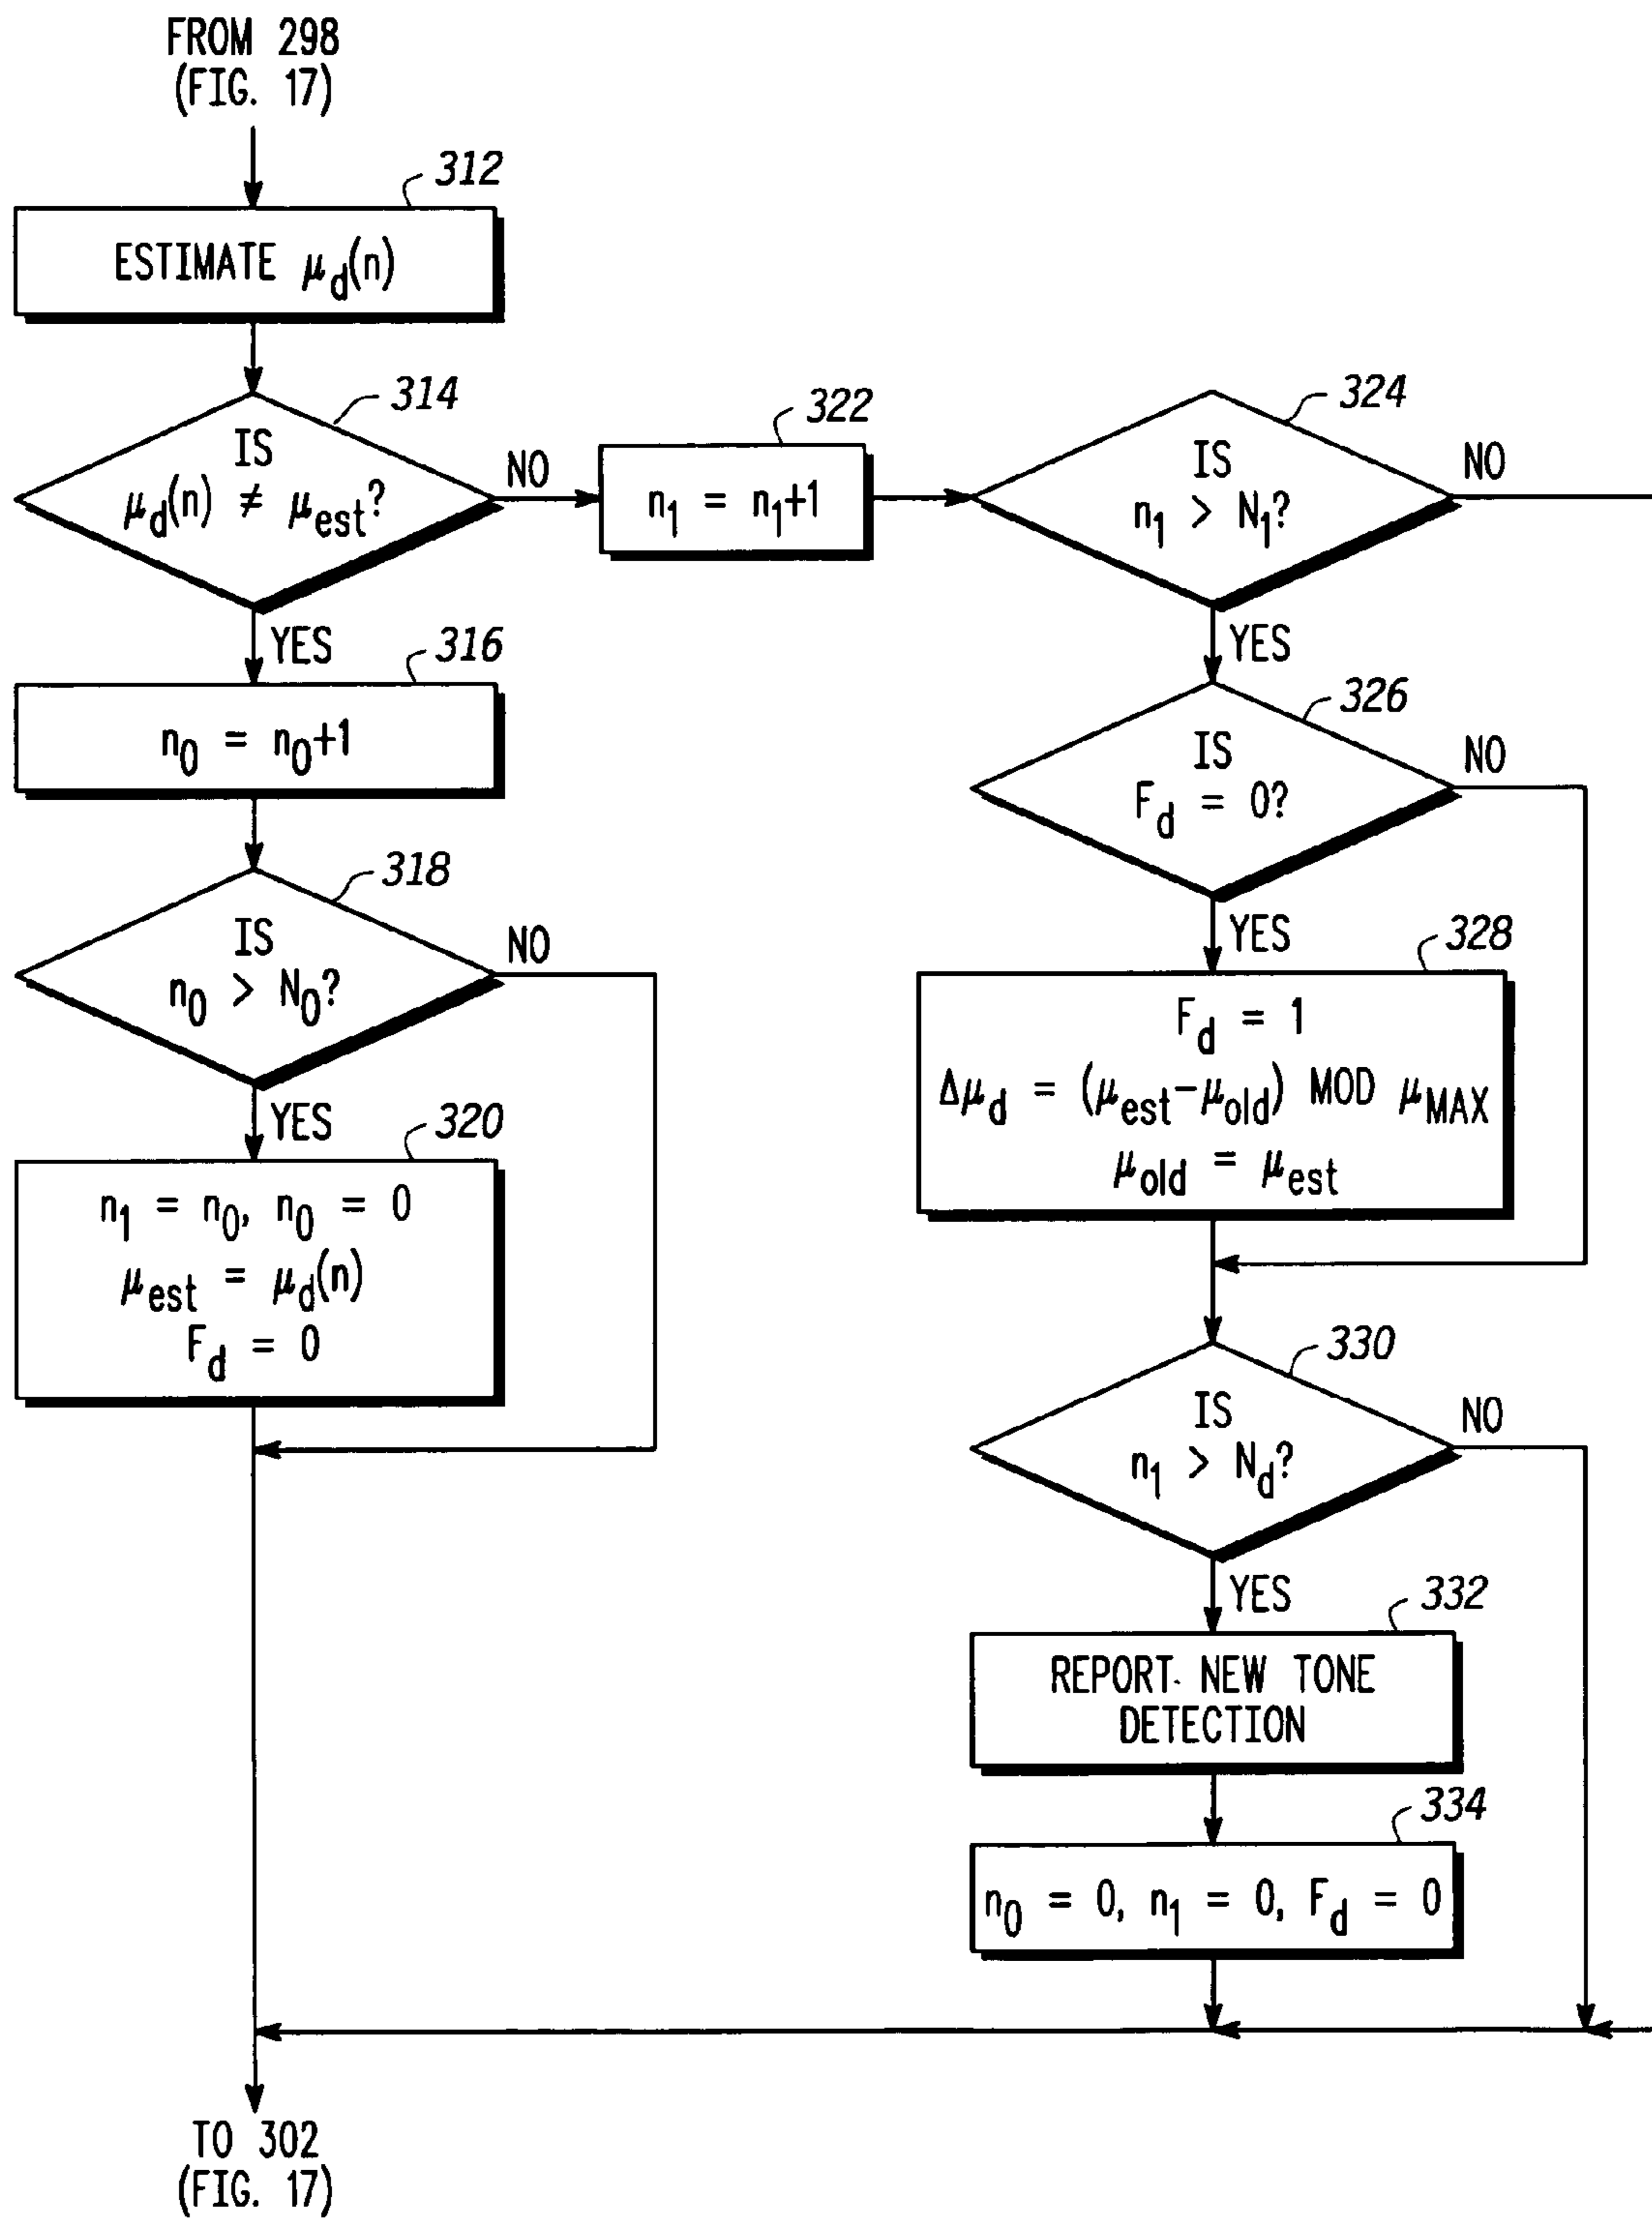 FROM 298
(FIG. 17)
312
ESTIMATE μd(n)
314
IS
μd(n) ≠ μest?
NO
YES
316
n0 = n0+1
318
IS
n0 > N0?
NO
YES
320
n1 = n0, n0 = 0
μest = μd(n)
Fd = 0
322
n1 = n1+1
324
IS
n1 > N1?
NO
YES
326
IS
Fd = 0?
NO
YES
328
Fd = 1
Δμd = (μest-μold) MOD μMAX
μold = μest
330
IS
n1 > Nd?
NO
YES
332
REPORT NEW TONE
DETECTION
334
n0 = 0, n1 = 0, Fd = 0
TO 302
(FIG. 17)